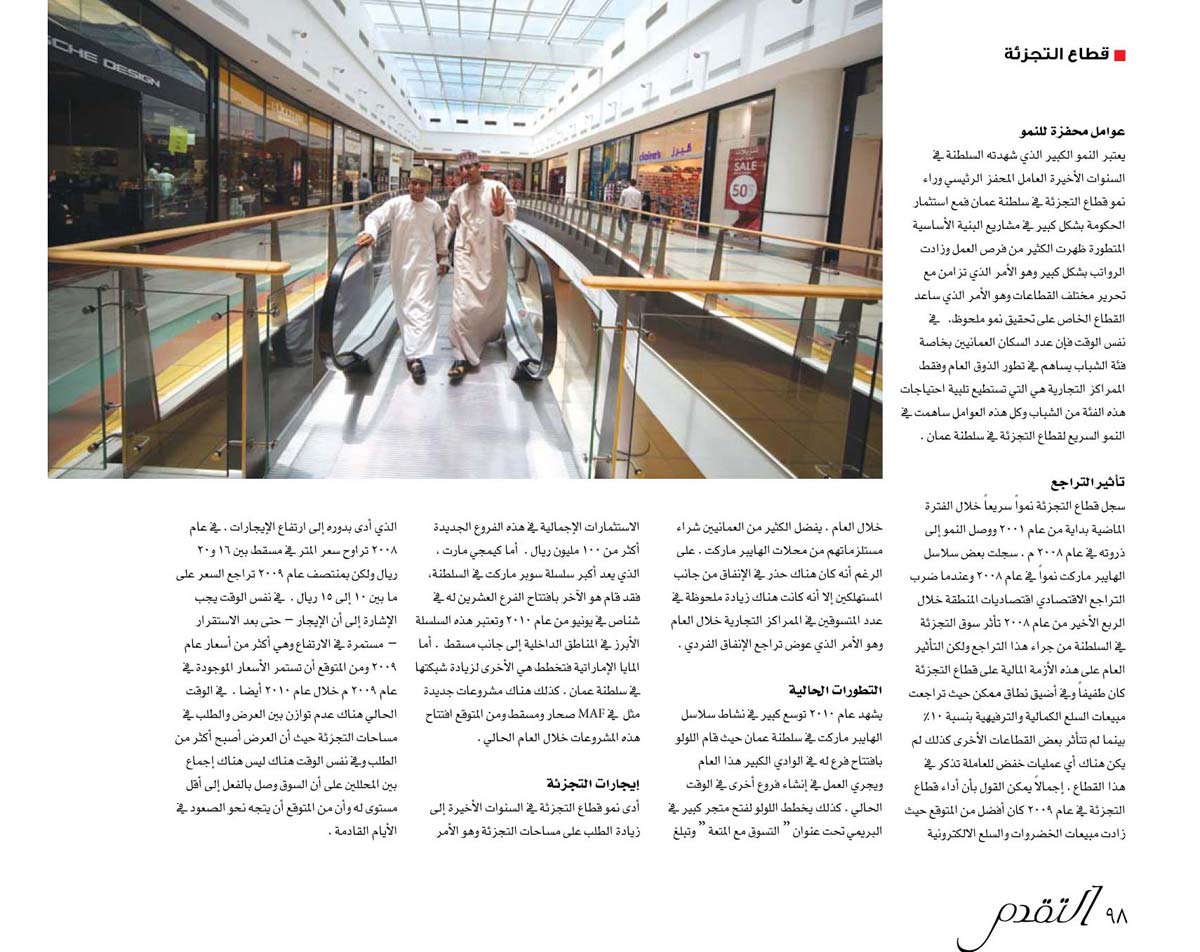 قطاع التجزئة
عوامل محفزة للنمو
يعتبر النمو الكبير الذي شهدته السلطنة في
السنوات الأخيرة العامل المحفز الرئيسي وراء
نمو قطاع التجزئة في سلطنة عمان فمع استثمار
الحكومة بشكل كبير في مشاريع البنية الأساسية
المتطورة ظهرت الكثير من فرص العمل وزادت
الرواتب بشكل كبير وهو الأمر الذي تزامن مع
تحرير مختلف القطاعات وهو الأمر الذي ساعد
القطاع الخاص على تحقيق نمو ملحوظ. في
نفس الوقت فإن عدد السكان العمانيين بخاصة
فئة الشباب يساهم في تطور الذوق العام وفقط
المراكز التجارية هي التي تستطيع تلبية احتياجات
هذه الفئة من الشباب وكل هذه العوامل ساهمت في
النمو السريع لقطاع التجزئة في سلطنة عمان .
تأثير التراجع
سجل قطاع التجزئة نمواً سريعاً خلال الفترة
الماضية بداية من عام ٢٠٠١ ووصل النمو إلى
ذروته في عام ٢٠٠٨ م . سجلت بعض سلاسل
الهايبر ماركت نمواً في عام ٢٠٠٨ وعندما ضرب
التراجع الاقتصادي اقتصاديات المنطقة خلال
الربع الأخير من عام ٢٠٠٨ تأثر سوق التجزئة
في السلطنة من جراء هذا التراجع ولكن التأثير
العام على هذه الأزمة المالية على قطاع التجزئة
كان طفيفاً وفي أضيق نطاق ممكن حيث تراجعت
مبيعات السلع الكمالية والترفيهية بنسبة ١٠٪
بينما لم تتأثر بعض القطاعات الأخرى كذلك لم
يكن هناك أي عمليات خفض للعاملة تذكر في
هذا القطاع . إجمالاً يمكن القول بأن أداء قطاع
التجزئة في عام ٢٠٠٩ كان أفضل من المتوقع حيث
زادت مبيعات الخضروات والسلع الالكترونية
خلال العام . يفضل الكثير من العمانيين شراء
مستلزماتهم من محلات الهايبر ماركت . على
الرغم أنه كان هناك حذر في الإنفاق من جانب
المستهلكين إلا أنه كانت هناك زيادة ملحوظة في
عدد المتسوقين في المراكز التجارية خلال العام
وهو الأمر الذي عوض تراجع الإنفاق الفردي .
التطورات الحالية
يشهد عام ٢٠١٠ توسع كبير في نشاط سلاسل
الهايبر ماركت في سلطنة عمان حيث قام اللولو
بافتتاح فرع له في الوادي الكبير هذا العام
ويجري العمل في إنشاء فروع أخرى في الوقت
الحالي . كذلك يخطط اللولو لفتح متجر كبير في
البريمي تحت عنوان " التسوق مع المتعة " وتبلغ
الاستثمارات الإجمالية في هذه الفروع الجديدة
أكثر من ١٠٠ مليون ريال . أما كيمجي مارت ،
الذي يعد أكبر سلسلة سوبر ماركت في السلطنة،
فقد قام هو الآخر بافتتاح الفرع العشرين له في
شناص في يونيو من عام ٢٠١٠ وتعتبر هذه السلسلة
الأبرز في المناطق الداخلية إلى جانب مسقط . أما
المايا الإماراتية فتخطط هي الأخرى لزيادة شبكتها
في سلطنة عمان . كذلك هناك مشروعات جديدة
مثل في MAF صحار ومسقط ومن المتوقع افتتاح
هذه المشروعات خلال العام الحالي .
إيجارات التجزئة
أدى نمو قطاع التجزئة في السنوات الأخيرة إلى
زيادة الطلب على مساحات التجزئة وهو الأمر
الذي أدى بدوره إلى ارتفاع الإيجارات . في عام
٢٠٠٨ تراوح سعر المتر في مسقط بين ١٦ و٢٠
ريال ولكن بمنتصف عام ٢٠٠٩ تراجع السعر على
ما بين ١٠ إلى ١٥ ريال . في نفس الوقت يجب
الإشارة إلى أن الإيجار – حتى بعد الاستقرار
– مستمرة في الارتفاع وهي أكثر من أسعار عام
٢٠٠٩ ومن المتوقع أن تستمر الأسعار الموجودة في
عام ٢٠٠٩ م خلال عام ٢٠١٠ أيضا . في الوقت
الحالي هناك عدم توازن بين العرض والطلب في
مساحات التجزئة حيث أن العرض أصبح أكثر من
الطلب وفي نفس الوقت هناك ليس هناك إجماع
بين المحللين على أن السوق وصل بالفعل إلى أقل
مستوى له وأن من المتوقع أن يتجه نحو الصعود في
الأيام القادمة .
SCHE DESIGN
L'OCCITANE
claire's كليرز
تنزيلات
SALE
50%
٩٨ التقدم